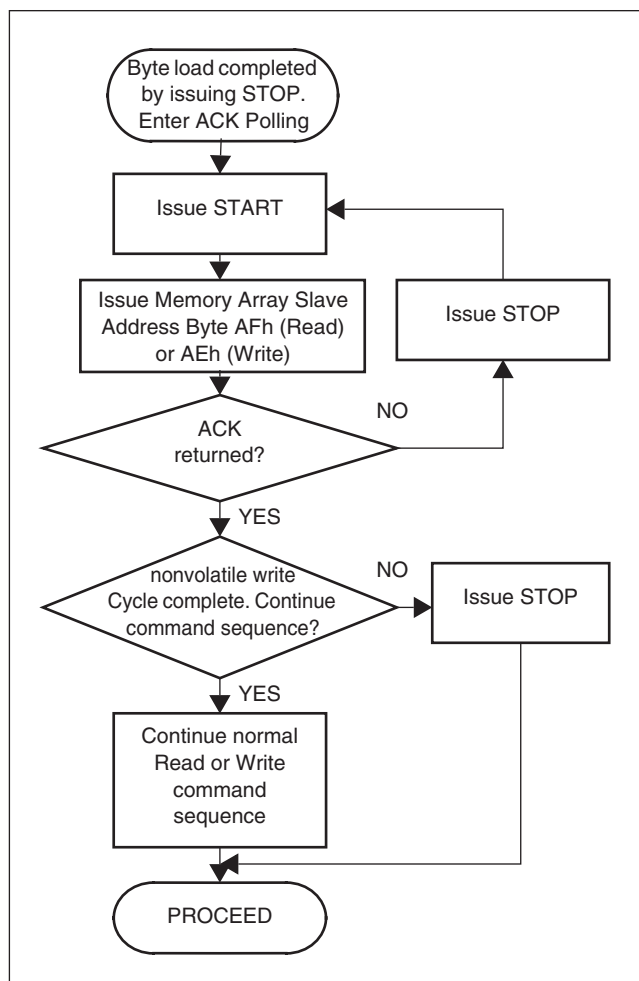 Byte load completed
by issuing STOP.
Enter ACK Polling
Issue START
Issue Memory Array Slave
Address Byte AFh (Read)
or AEh (Write)
Issue STOP
ACK
returned?
NO
YES
nonvolatile write
Cycle complete. Continue
command sequence?
NO
Issue STOP
YES
Continue normal
Read or Write
command
sequence
PROCEED